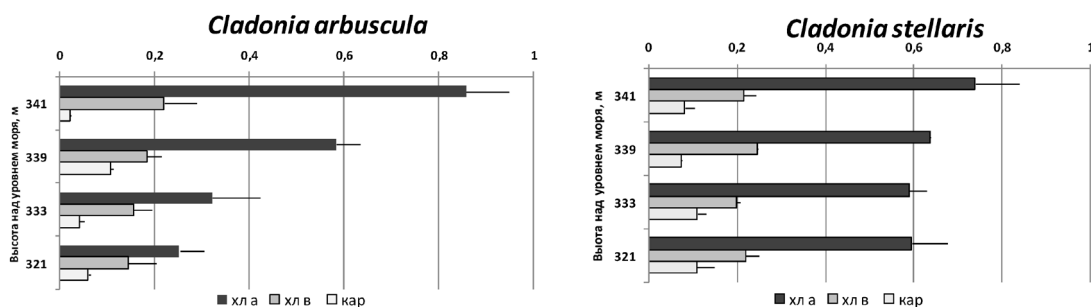 Cladonia arbuscula
0 0,2 0,4 0,6 0,8 1
Высота над уровнем моря, м
341
339
333
321
хл а хл в кар
Cladonia stellaris
0 0,2 0,4 0,6 0,8 1
Выота над уровнем моря, м
341
339
333
321
хл а хл в кар